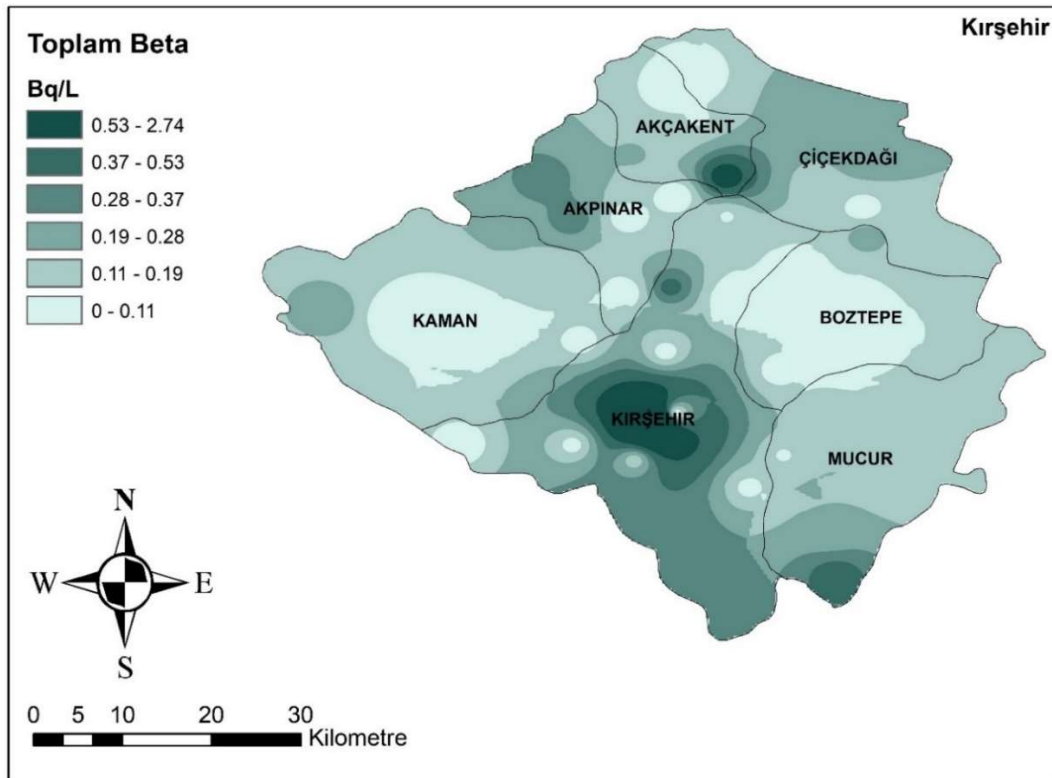 Kırşehir
Toplam Beta
Bq/L
0.53 - 2.74
0.37 - 0.53
0.28 - 0.37
0.19 - 0.28
0.11 - 0.19
0 - 0.11
AKÇAKENT
ÇİÇEKDAĞI
AKPINAR
KAMAN
BOZTEPE
KIRŞEHİR
MUCUR
N
W E
S
0 5 10 20 30
Kilometre